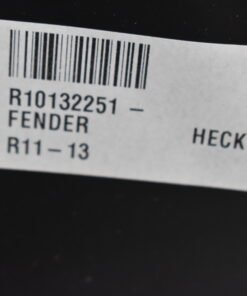 R10132251 –
FENDER
HECK
R11–13